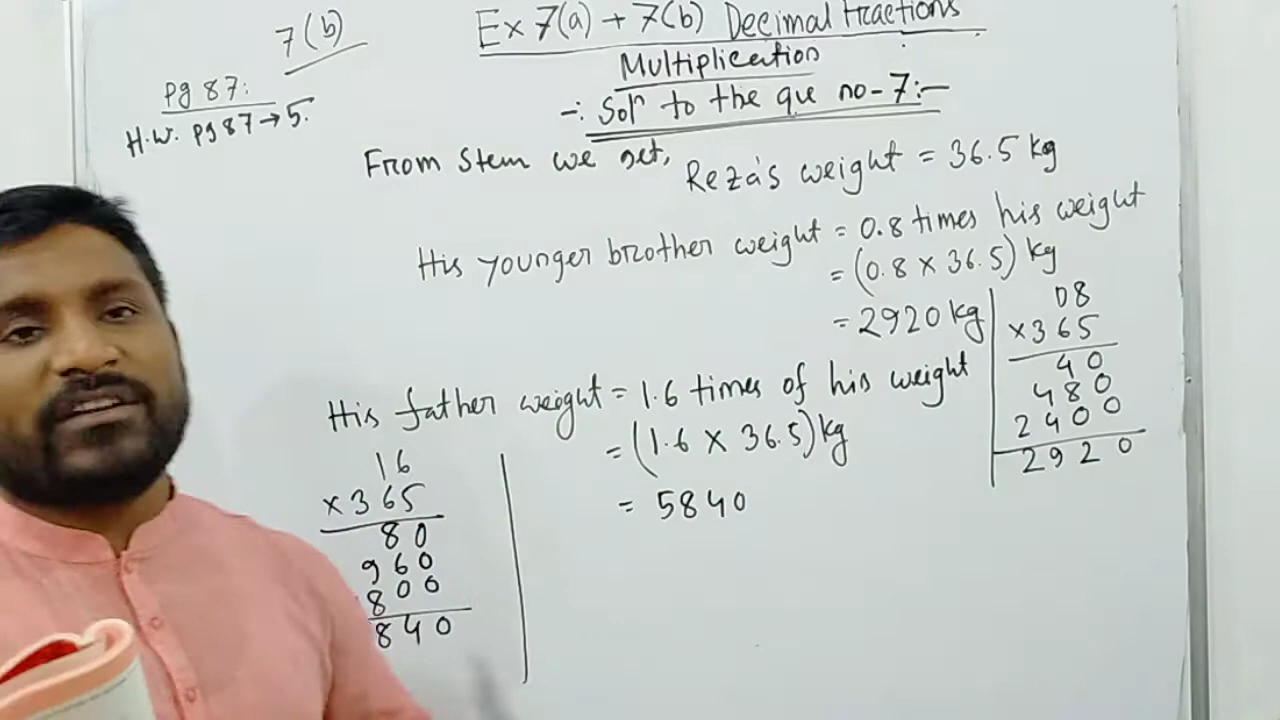 7(b)
Ex 7(a) + 7(b) Decimal fractions
Multiplication
Pg 87:
H.W. Pg 87 → 5.
-: Solⁿ to the que no - 7:-
From Stem we get,
Reza's weight = 36.5 kg
His younger brother weight = 0.8 times his weight
= (0.8 × 36.5) kg
= 2920 kg
08
×365
40
480
2400
2920
His father weight = 1.6 times of his weight
= (1.6 × 36.5) kg
= 5840
16
×365
80
960
800
840